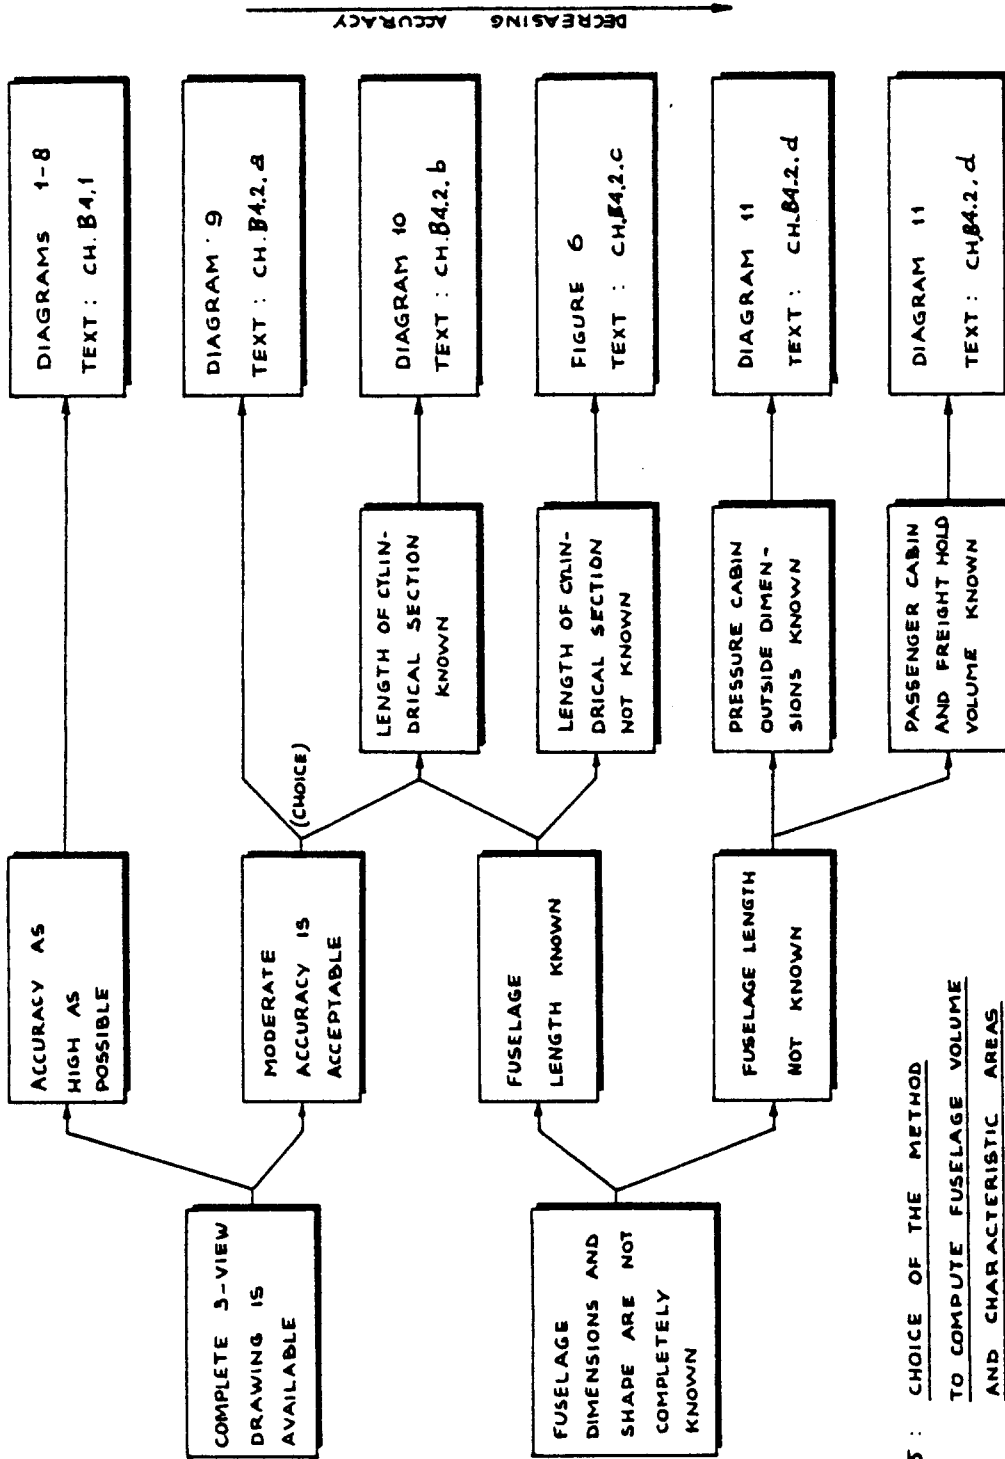 COMPLETE 3-VIEW
DRAWING IS
AVAILABLE
FUSELAGE
DIMENSIONS AND
SHAPE ARE NOT
COMPLETELY
KNOWN
ACCURACY AS
HIGH AS
POSSIBLE
MODERATE
ACCURACY IS
ACCEPTABLE
(CHOICE)
FUSELAGE
LENGTH KNOWN
FUSELAGE LENGTH
NOT KNOWN
LENGTH OF CYLIN-
DRICAL SECTION
KNOWN
LENGTH OF CYLIN-
DRICAL SECTION
NOT KNOWN
PRESSURE CABIN
OUTSIDE DIMEN-
SIONS KNOWN
PASSENGER CABIN
AND FREIGHT HOLD
VOLUME KNOWN
DIAGRAMS 1-8
TEXT : CH. B4.1
DIAGRAM 9
TEXT : CH. B4.2.a
DIAGRAM 10
TEXT : CH. B4.2.b
FIGURE 6
TEXT : CH. B4.2.c
DIAGRAM 11
TEXT : CH. B4.2.d
DIAGRAM 11
TEXT : CH. B4.2.d
DECREASING ACCURACY
5 : CHOICE OF THE METHOD
TO COMPUTE FUSELAGE VOLUME
AND CHARACTERISTIC AREAS